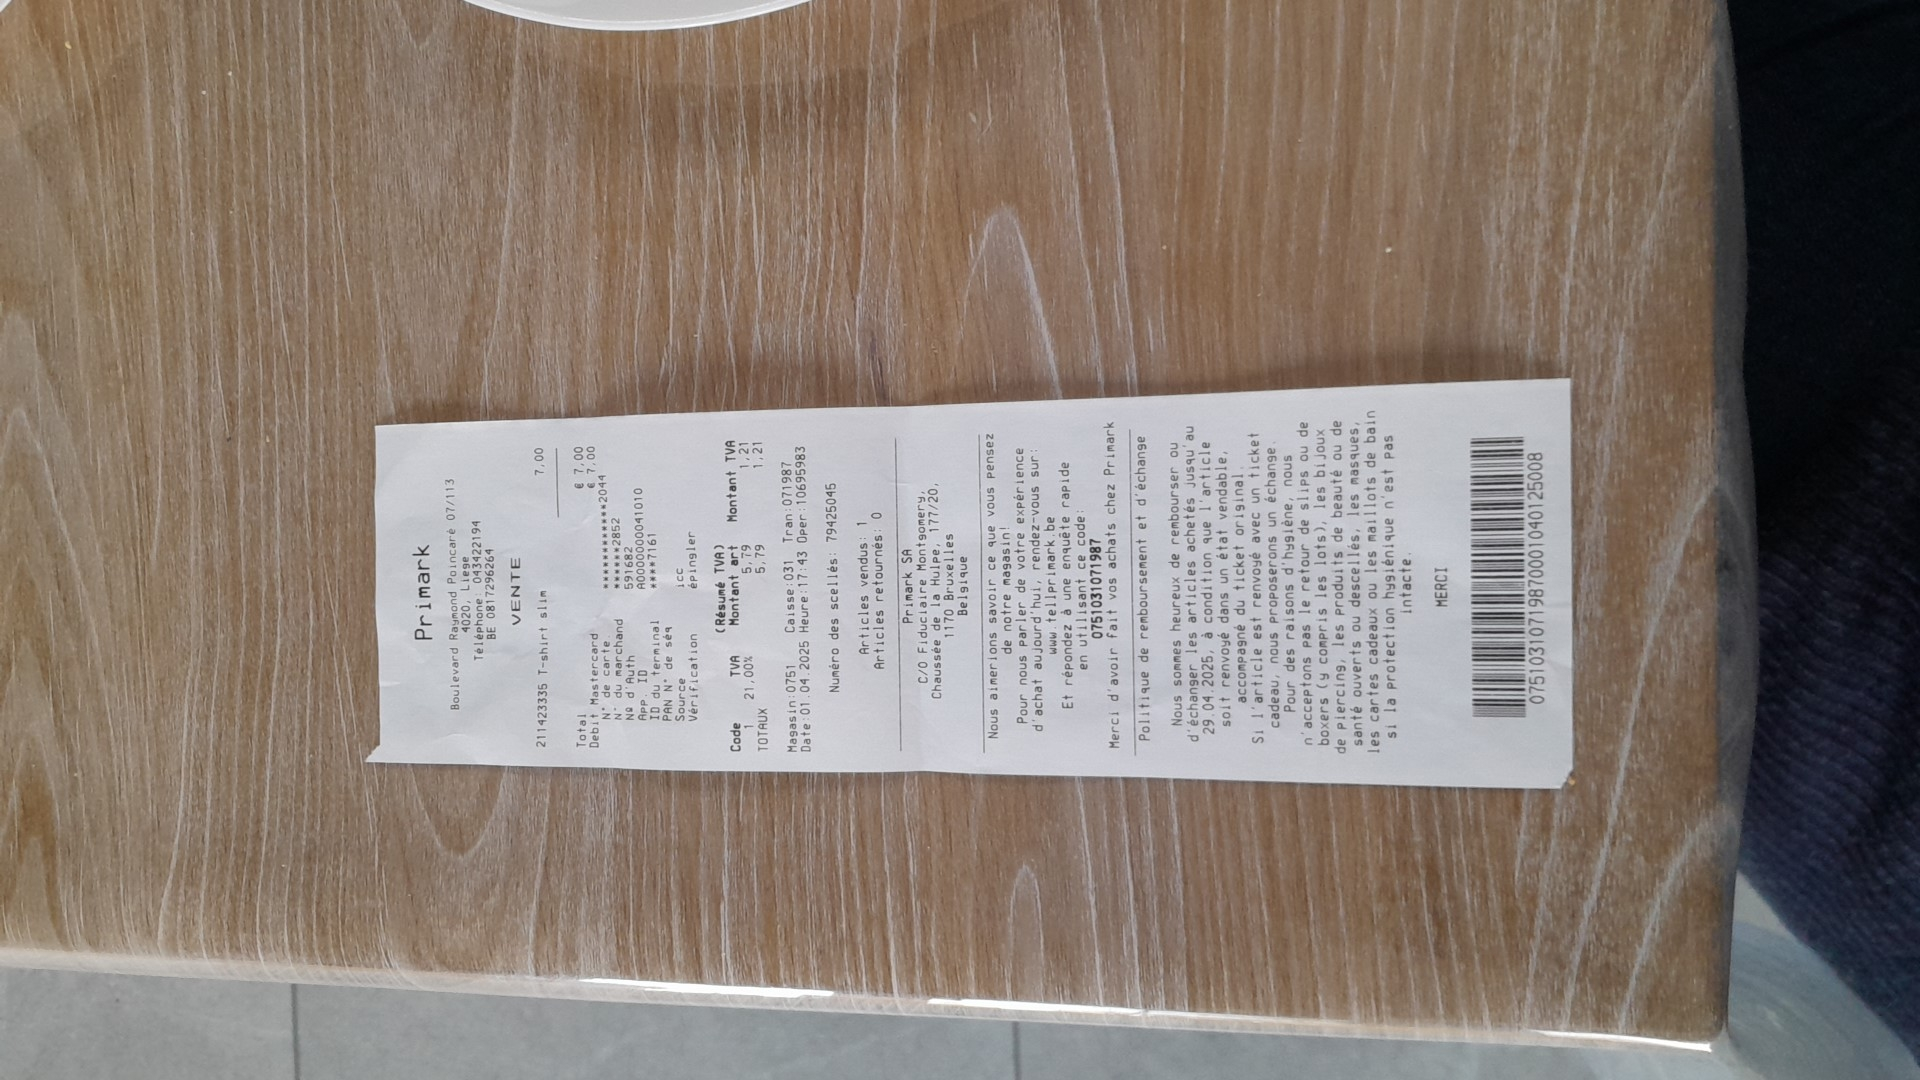 Primark
Boulevard Raymond Poincaré 07/113
4020, Liege
Téléphone: 043422194
BE 0817296264
VENTE
211423335 T-shirt slim 7,00
Total € 7,00
Debit Mastercard € 7,00
N° de carte ************2044
N° du marchand ******2852
Nº d'Auth 591682
App. ID A0000000041010
ID du terminal ****7161
PAN N° de séq
Source icc
Vérification épingler
(Résumé TVA)
Code TVA Montant art Montant TVA
1 21,00% 5,79 1,21
TOTAUX 5,79 1,21
Magasin:0751 Caisse:031 Tran:071987
Date:01.04.2025 Heure:17:43 Oper:10695983
Numéro des scellés: 79425045
Articles vendus: 1
Articles retournés: 0
Primark SA
C/O Fiduciaire Montgomery,
Chaussée de la Hulpe, 177/20,
1170 Bruxelles
Belgique
Nous aimerions savoir ce que vous pensez
de notre magasin!
Pour nous parler de votre expérience
d'achat aujourd'hui, rendez-vous sur:
www.tellprimark.be
Et répondez à une enquête rapide
en utilisant ce code:
0751031071987
Merci d'avoir fait vos achats chez Primark
Politique de remboursement et d'échange
Nous sommes heureux de rembourser ou
d'échanger les articles achetés jusqu'au
29.04.2025, à condition que l'article
soit renvoyé dans un état vendable,
accompagné du ticket original.
Si l'article est renvoyé avec un ticket
cadeau, nous proposerons un échange.
Pour des raisons d'hygiène, nous
n'acceptons pas le retour de slips ou de
boxers (y compris les lots), les bijoux
de piercing, les produits de beauté ou de
santé ouverts ou descellés, les masques,
les cartes cadeaux ou les maillots de bain
si la protection hygiénique n'est pas
intacte.
MERCI
0751031071987000104012500​8